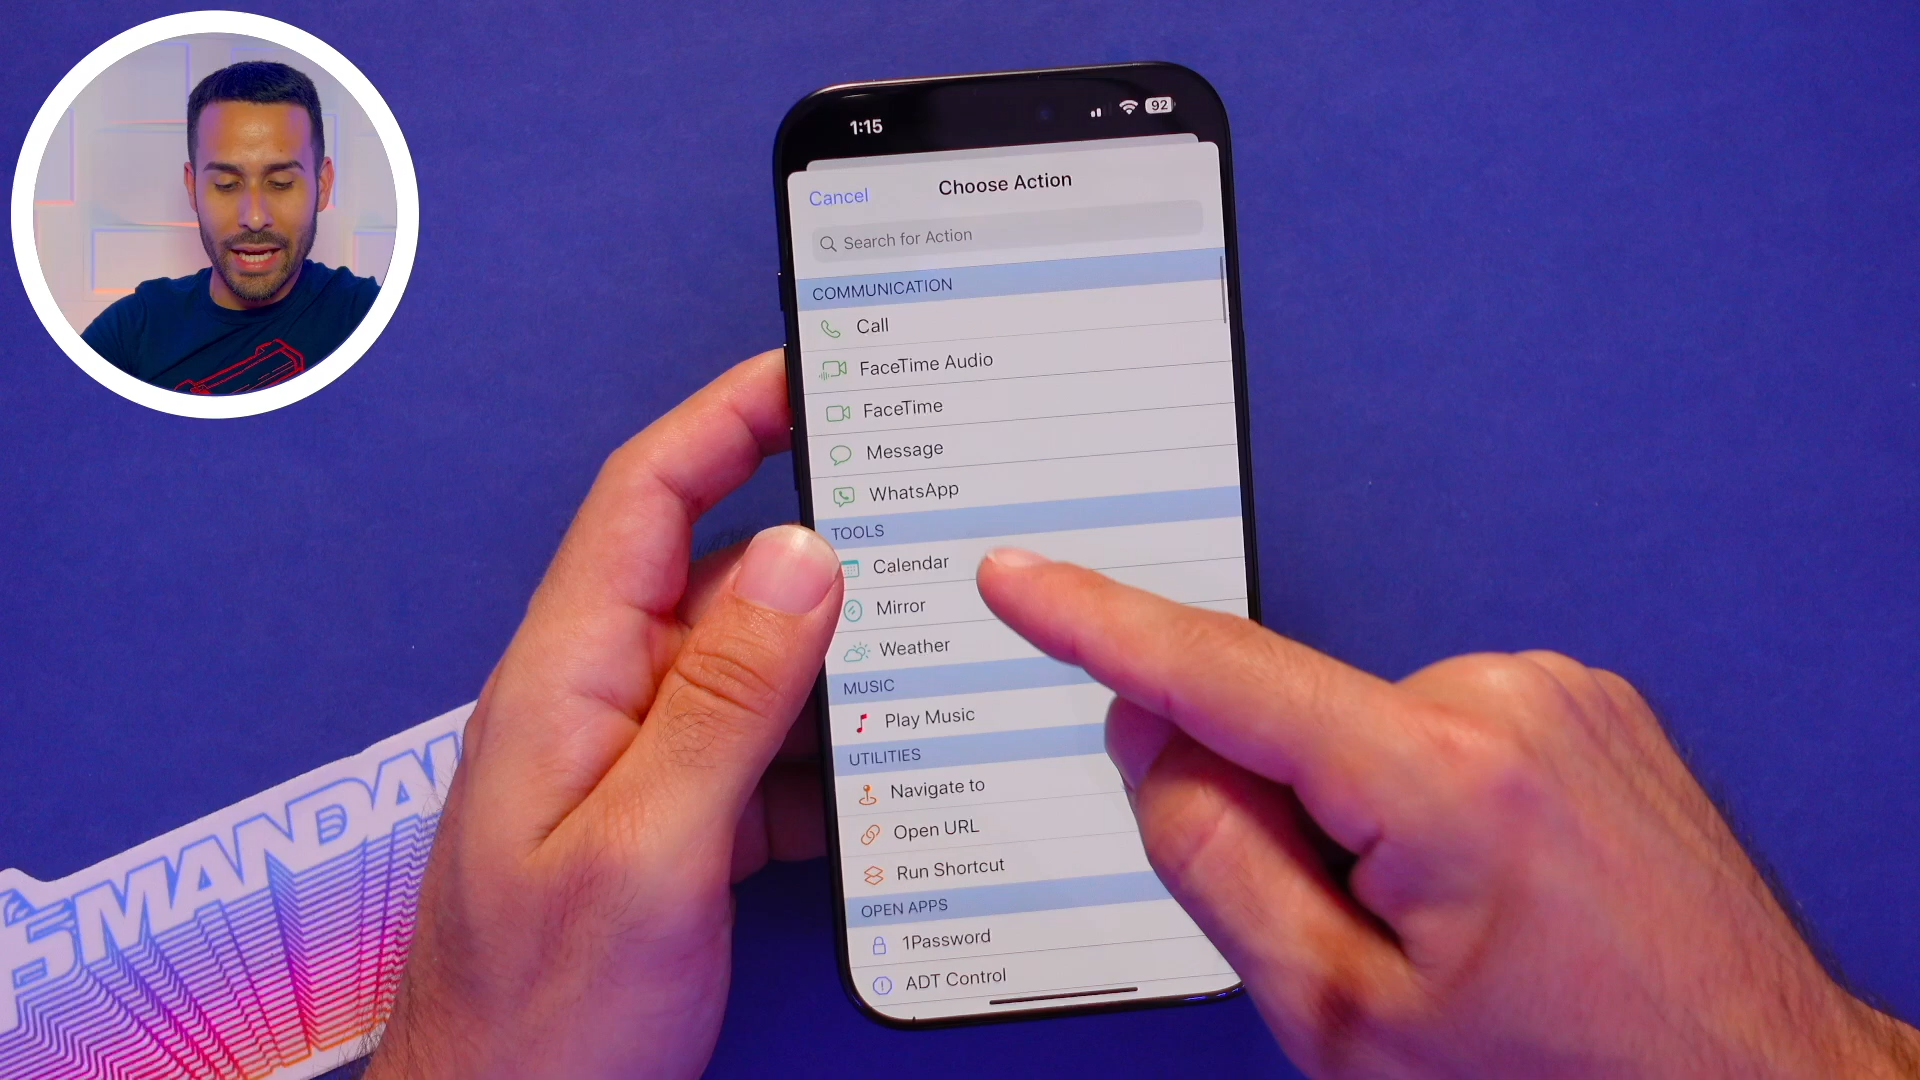 1:15
92
Cancel
Choose Action
Search for Action
COMMUNICATION
Call
FaceTime Audio
FaceTime
Message
WhatsApp
TOOLS
Calendar
Mirror
Weather
MUSIC
Play Music
UTILITIES
Navigate to
Open URL
Run Shortcut
OPEN APPS
1Password
ADT Control